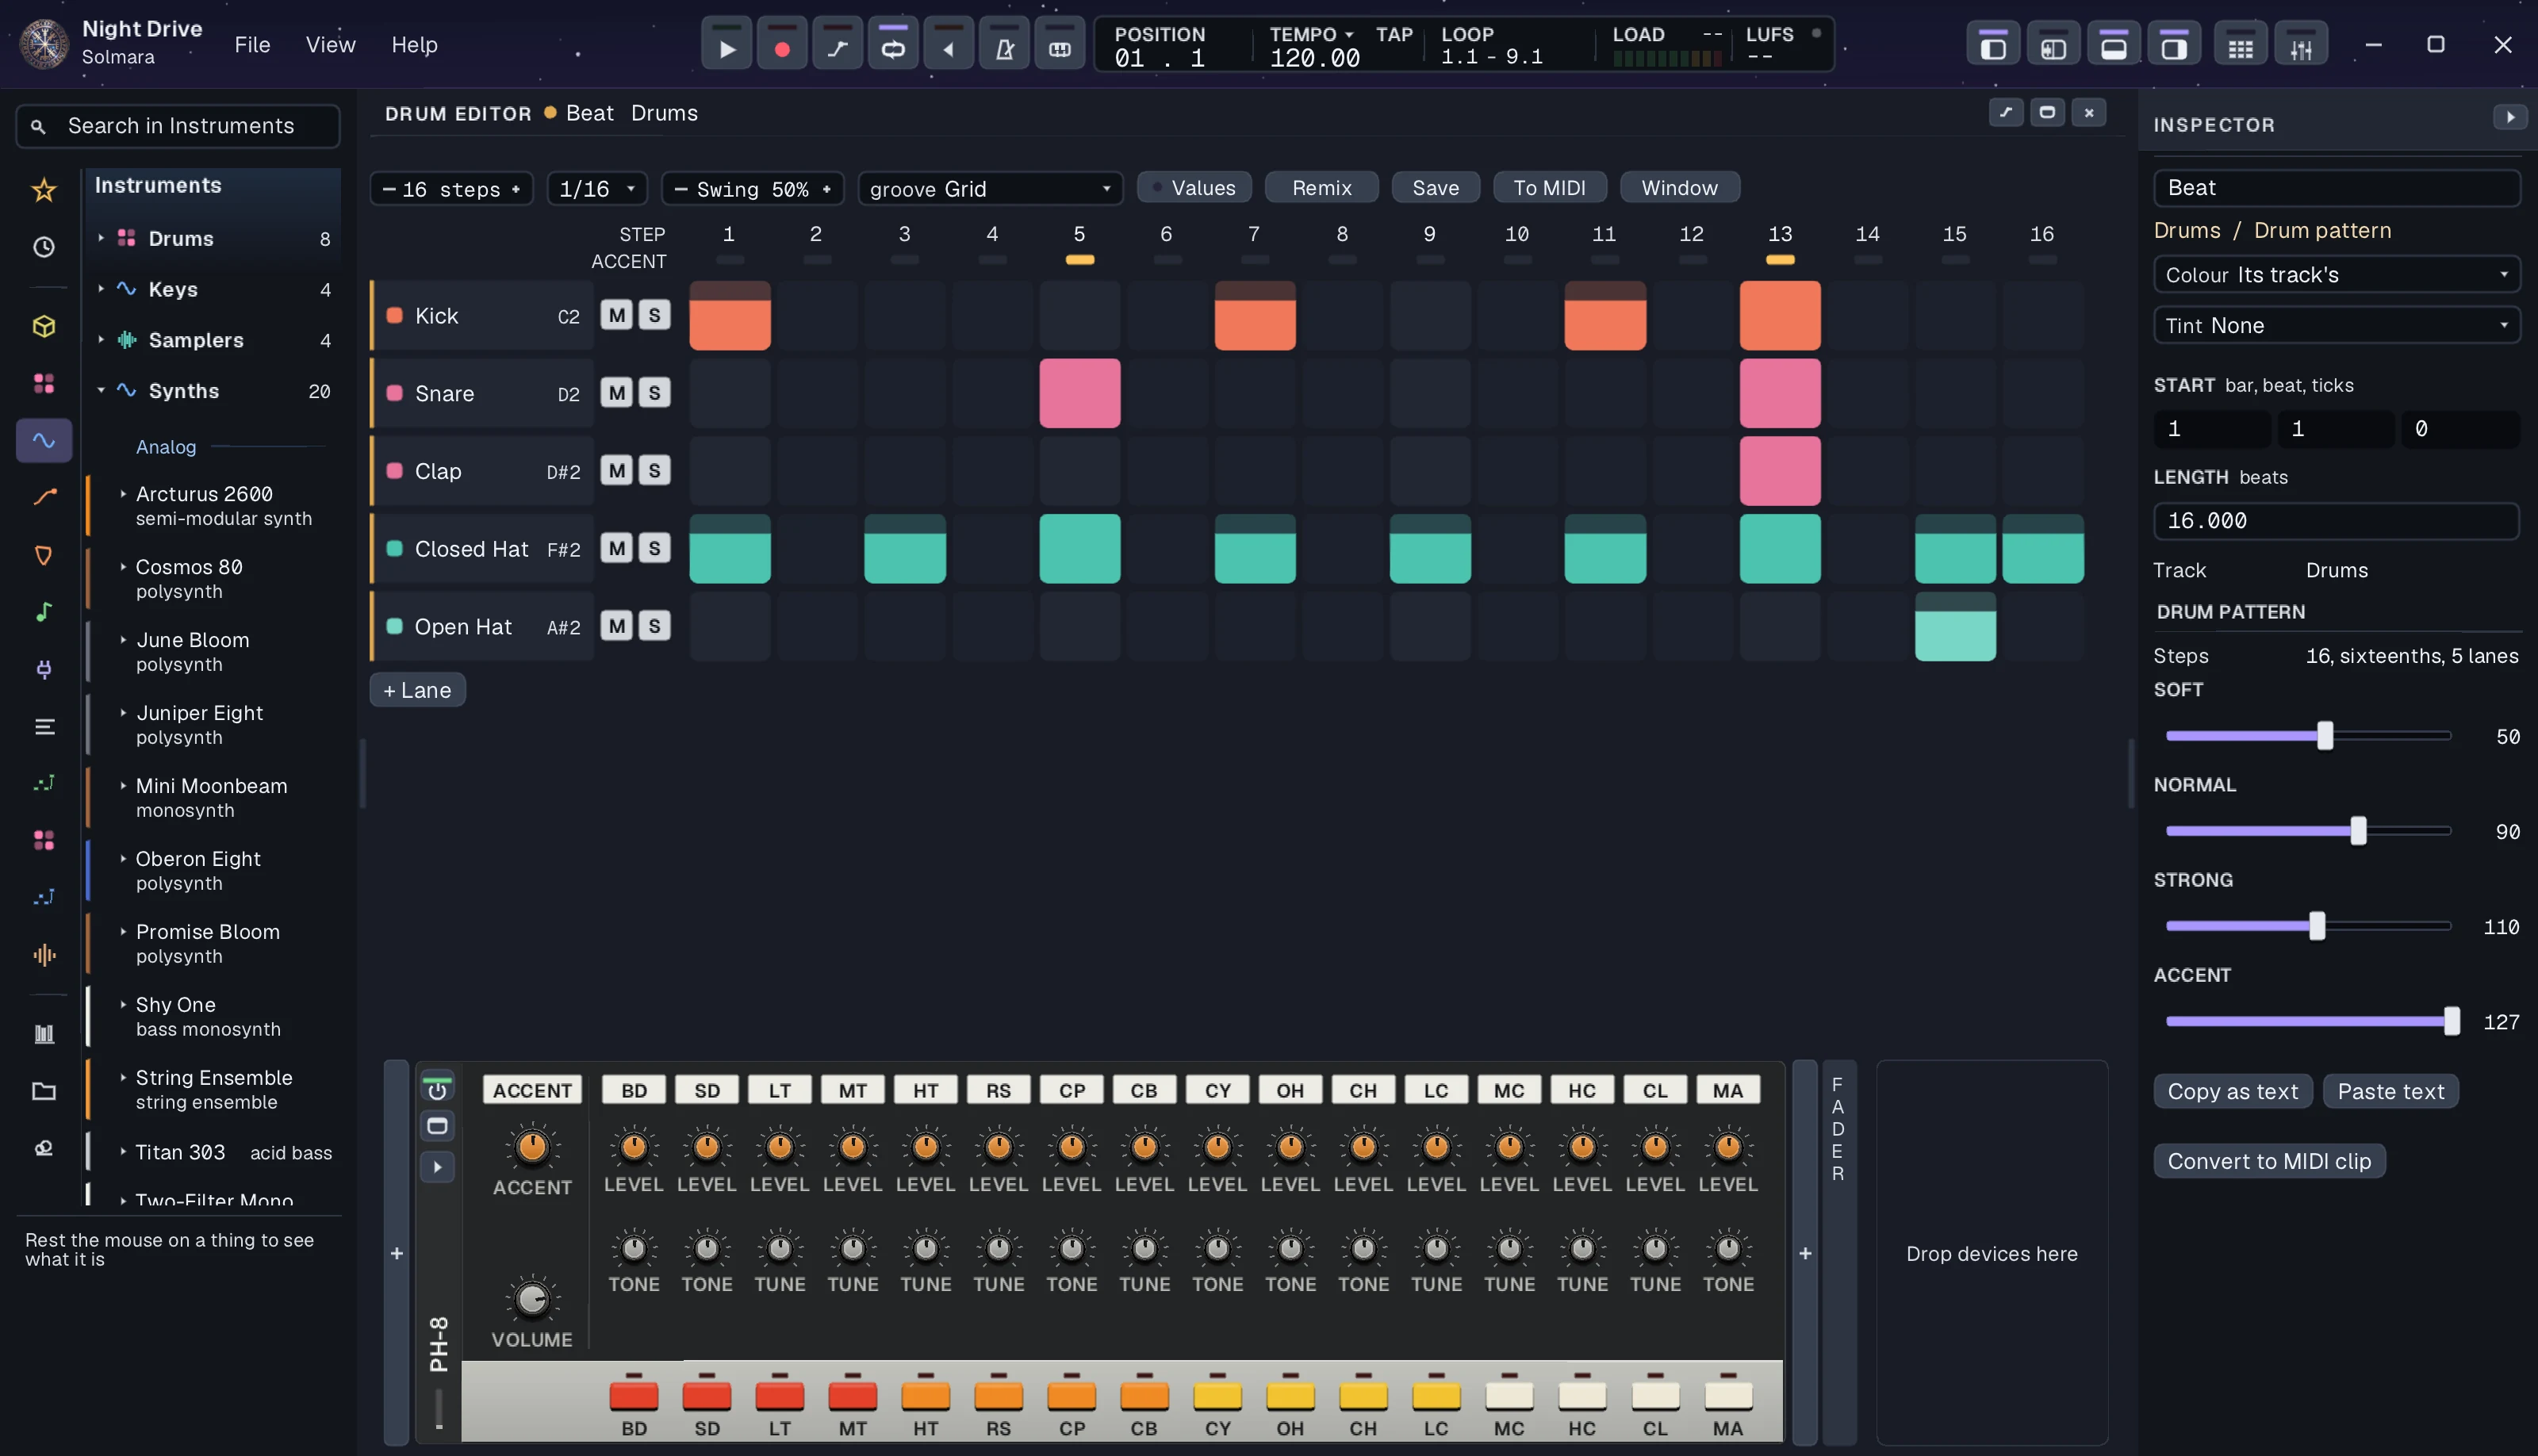 Night Drive
Solmara
File View Help
POSITION
01 . 1
TEMPO TAP
120.00
LOOP
1.1 - 9.1
LOAD --
LUFS
--
Search in Instruments
Instruments
Drums 8
Keys 4
Samplers 4
Synths 20
Analog
Arcturus 2600
semi-modular synth
Cosmos 80
polysynth
June Bloom
polysynth
Juniper Eight
polysynth
Mini Moonbeam
monosynth
Oberon Eight
polysynth
Promise Bloom
polysynth
Shy One
bass monosynth
String Ensemble
string ensemble
Titan 303 acid bass
Two-Filter Mono
Rest the mouse on a thing to see
what it is
DRUM EDITOR Beat Drums
− 16 steps + 1/16 − Swing 50% + groove Grid Values Remix Save To MIDI Window
STEP 1 2 3 4 5 6 7 8 9 10 11 12 13 14 15 16
ACCENT
Kick C2 M S
Snare D2 M S
Clap D#2 M S
Closed Hat F#2 M S
Open Hat A#2 M S
+ Lane
+
PH-8
ACCENT BD SD LT MT HT RS CP CB CY OH CH LC MC HC CL MA
ACCENT LEVEL LEVEL LEVEL LEVEL LEVEL LEVEL LEVEL LEVEL LEVEL LEVEL LEVEL LEVEL LEVEL LEVEL LEVEL LEVEL
TONE TONE TUNE TUNE TUNE TUNE TONE TUNE TONE TONE TONE TUNE TUNE TUNE TUNE TONE
VOLUME
BD SD LT MT HT RS CP CB CY OH CH LC MC HC CL MA
+
FADER
Drop devices here
INSPECTOR
Beat
Drums / Drum pattern
Colour Its track's
Tint None
START bar, beat, ticks
1 1 0
LENGTH beats
16.000
Track Drums
DRUM PATTERN
Steps 16, sixteenths, 5 lanes
SOFT
50
NORMAL
90
STRONG
110
ACCENT
127
Copy as text Paste text
Convert to MIDI clip